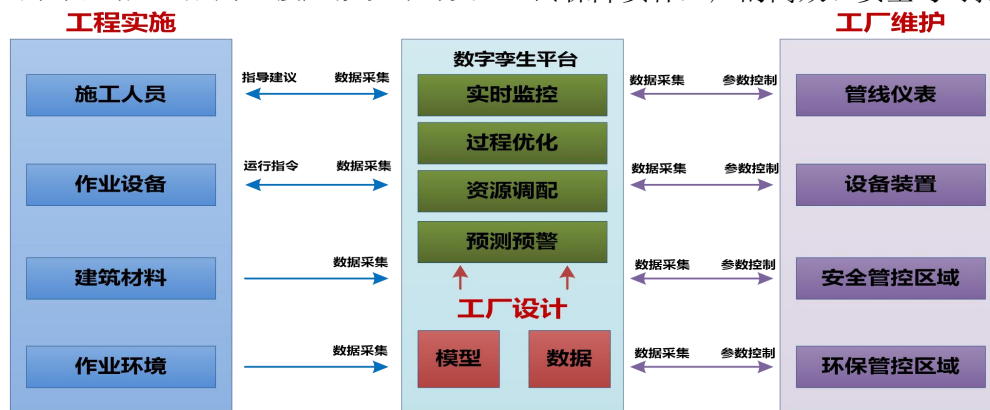 工程实施
工厂维护
数字孪生平台
施工人员
指导建议 数据采集
实时监控
数据采集 参数控制
管线仪表
过程优化
作业设备
运行指令 数据采集
资源调配
数据采集 参数控制
设备装置
预测预警
建筑材料
数据采集
数据采集 参数控制
安全管控区域
工厂设计
作业环境
数据采集
模型
数据
数据采集 参数控制
环保管控区域